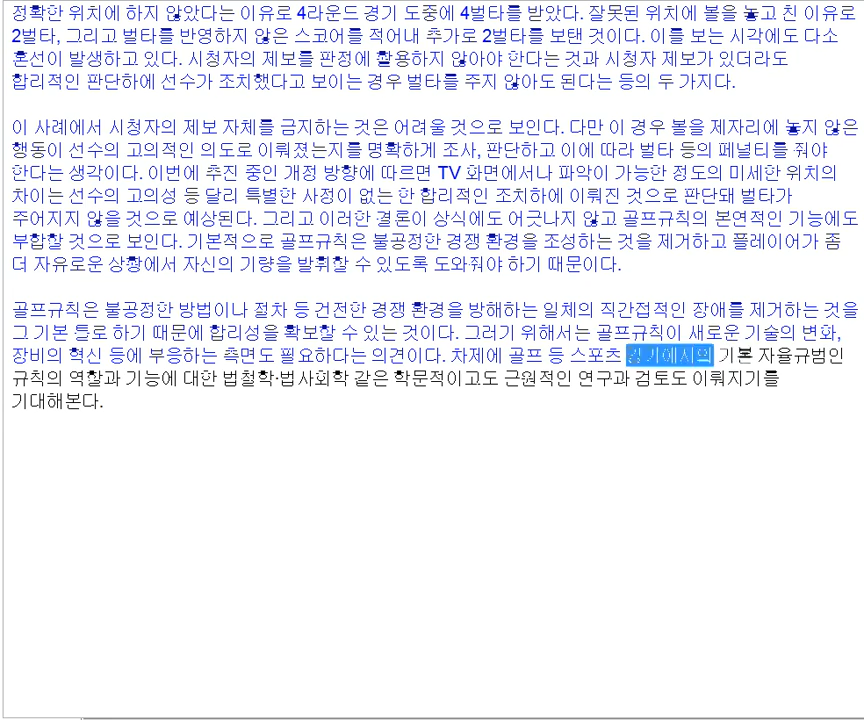 정확한 위치에 하지 않았다는 이유로 4라운드 경기 도중에 4벌타를 받았다. 잘못된 위치에 볼을 놓고 친 이유로
2벌타, 그리고 벌타를 반영하지 않은 스코어를 적어내 추가로 2벌타를 보탠 것이다. 이를 보는 시각에도 다소
혼선이 발생하고 있다. 시청자의 제보를 판정에 활용하지 않아야 한다는 것과 시청자 제보가 있더라도
합리적인 판단하에 선수가 조치했다고 보이는 경우 벌타를 주지 않아도 된다는 등의 두 가지다.
이 사례에서 시청자의 제보 자체를 금지하는 것은 어려울 것으로 보인다. 다만 이 경우 볼을 제자리에 놓지 않은
행동이 선수의 고의적인 의도로 이뤄졌는지를 명확하게 조사, 판단하고 이에 따라 벌타 등의 페널티를 줘야
한다는 생각이다. 이번에 추진 중인 개정 방향에 따르면 TV 화면에서나 파악이 가능한 정도의 미세한 위치의
차이는 선수의 고의성 등 달리 특별한 사정이 없는 한 합리적인 조치하에 이뤄진 것으로 판단돼 벌타가
주어지지 않을 것으로 예상된다. 그리고 이러한 결론이 상식에도 어긋나지 않고 골프규칙의 본연적인 기능에도
부합할 것으로 보인다. 기본적으로 골프규칙은 불공정한 경쟁 환경을 조성하는 것을 제거하고 플레이어가 좀
더 자유로운 상황에서 자신의 기량을 발휘할 수 있도록 도와줘야 하기 때문이다.
골프규칙은 불공정한 방법이나 절차 등 건전한 경쟁 환경을 방해하는 일체의 직간접적인 장애를 제거하는 것을
그 기본 틀로 하기 때문에 합리성을 확보할 수 있는 것이다. 그러기 위해서는 골프규칙이 새로운 기술의 변화,
장비의 혁신 등에 부응하는 측면도 필요하다는 의견이다. 차제에 골프 등 스포츠 경기에서의 기본 자율규범인
규칙의 역할과 기능에 대한 법철학·법사회학 같은 학문적이고도 근원적인 연구과 검토도 이뤄지기를
기대해본다.